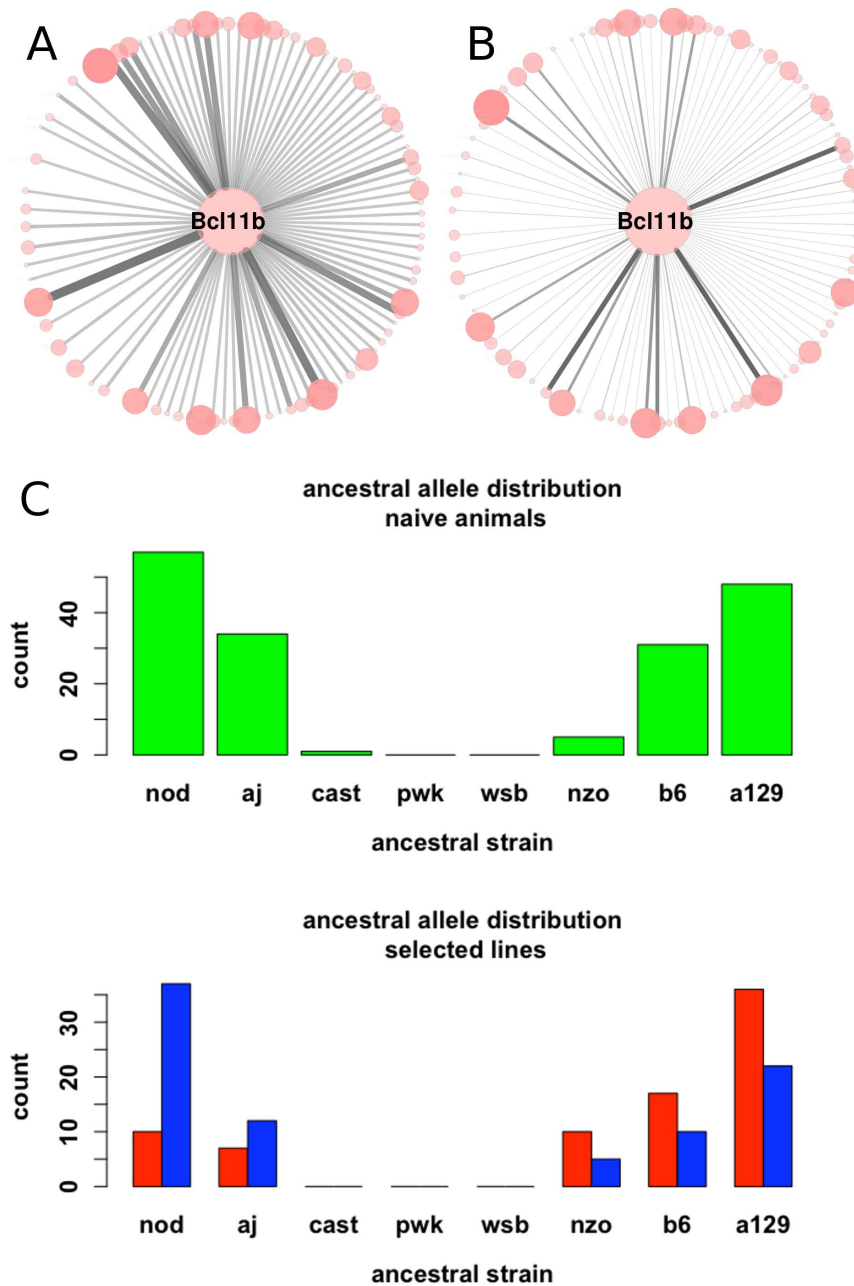 A
B
Bcl11b
Bcl11b
C
ancestral allele distribution
naive animals
count
0
20
40
nod aj cast pwk wsb nzo b6 a129
ancestral strain
ancestral allele distribution
selected lines
count
0
10
20
30
nod aj cast pwk wsb nzo b6 a129
ancestral strain